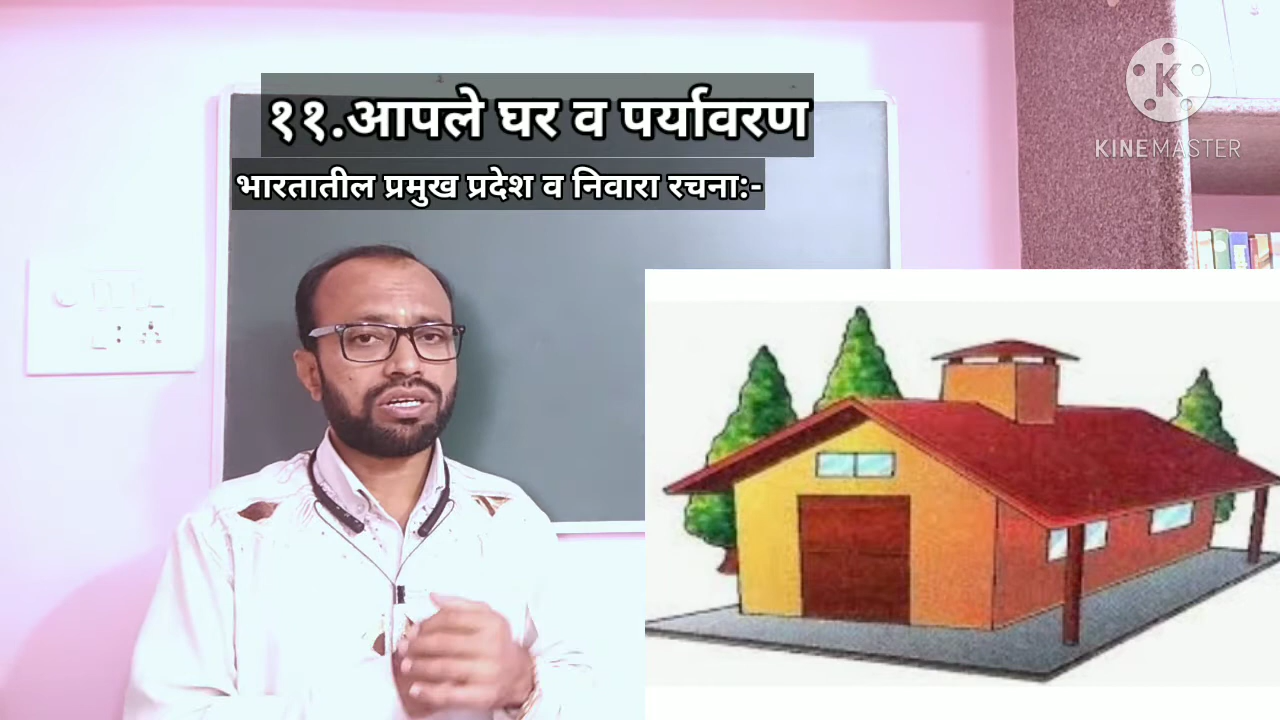 ११.आपले घर व पर्यावरण
भारतातील प्रमुख प्रदेश व निवारा रचना:-
K
KINEMASTER